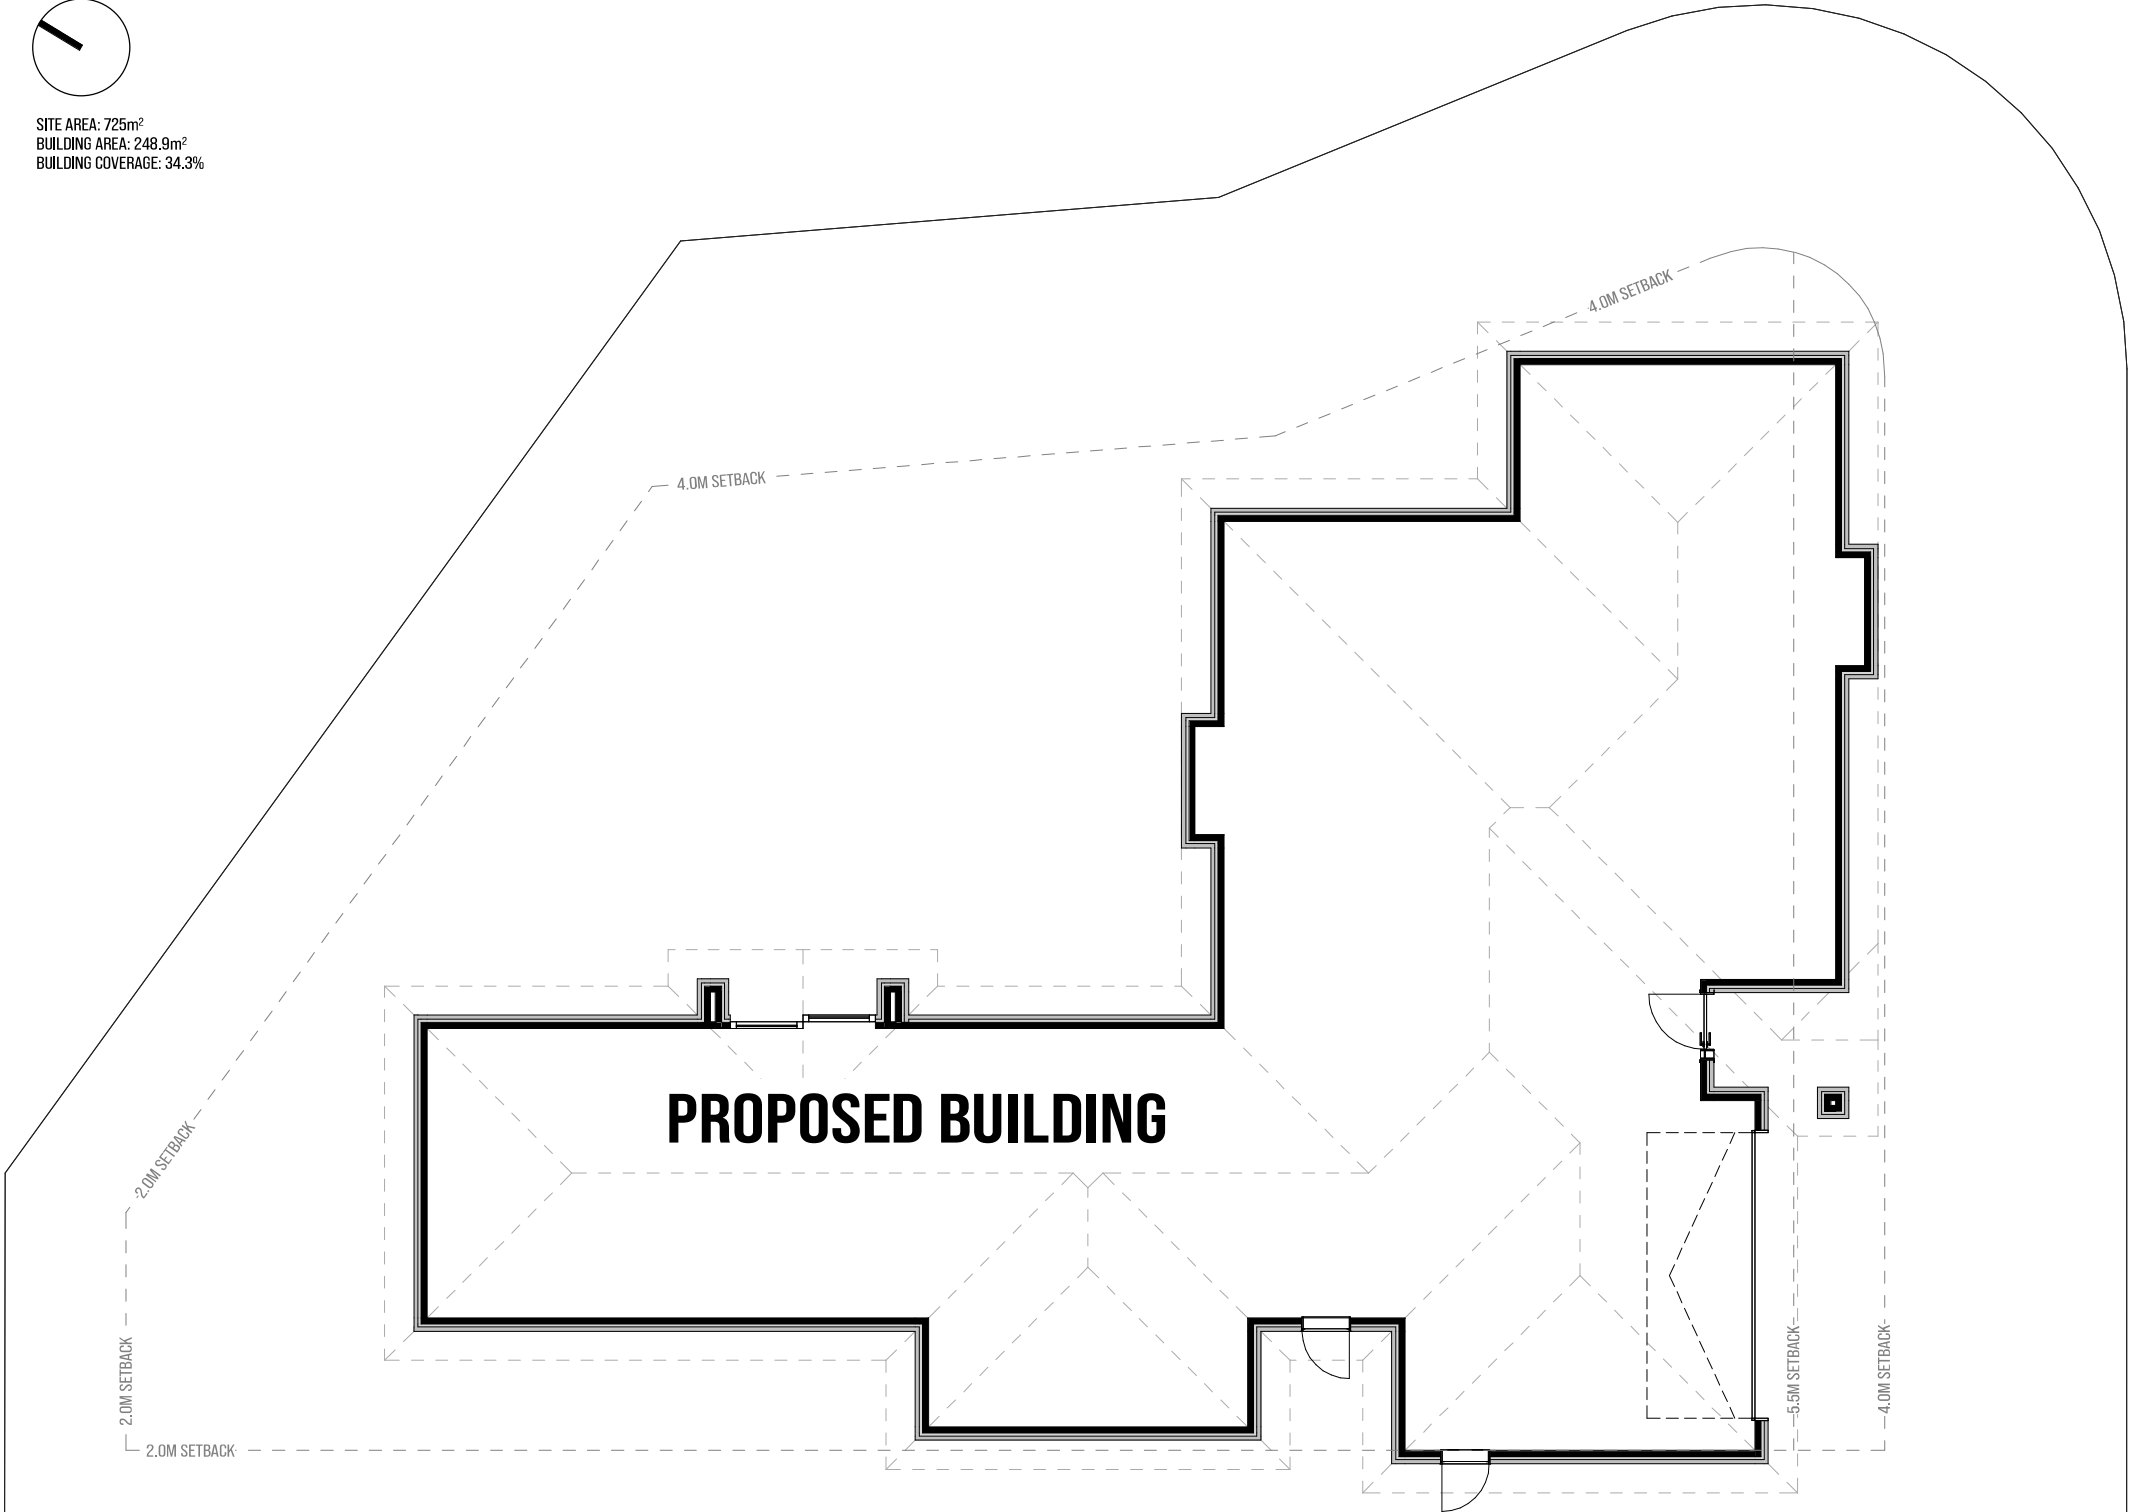 SITE AREA: 725m²
BUILDING AREA: 248.9m²
BUILDING COVERAGE: 34.3%
4.0M SETBACK
4.0M SETBACK
PROPOSED BUILDING
2.0M SETBACK
2.0M SETBACK
5.5M SETBACK
4.0M SETBACK
2.0M SETBACK